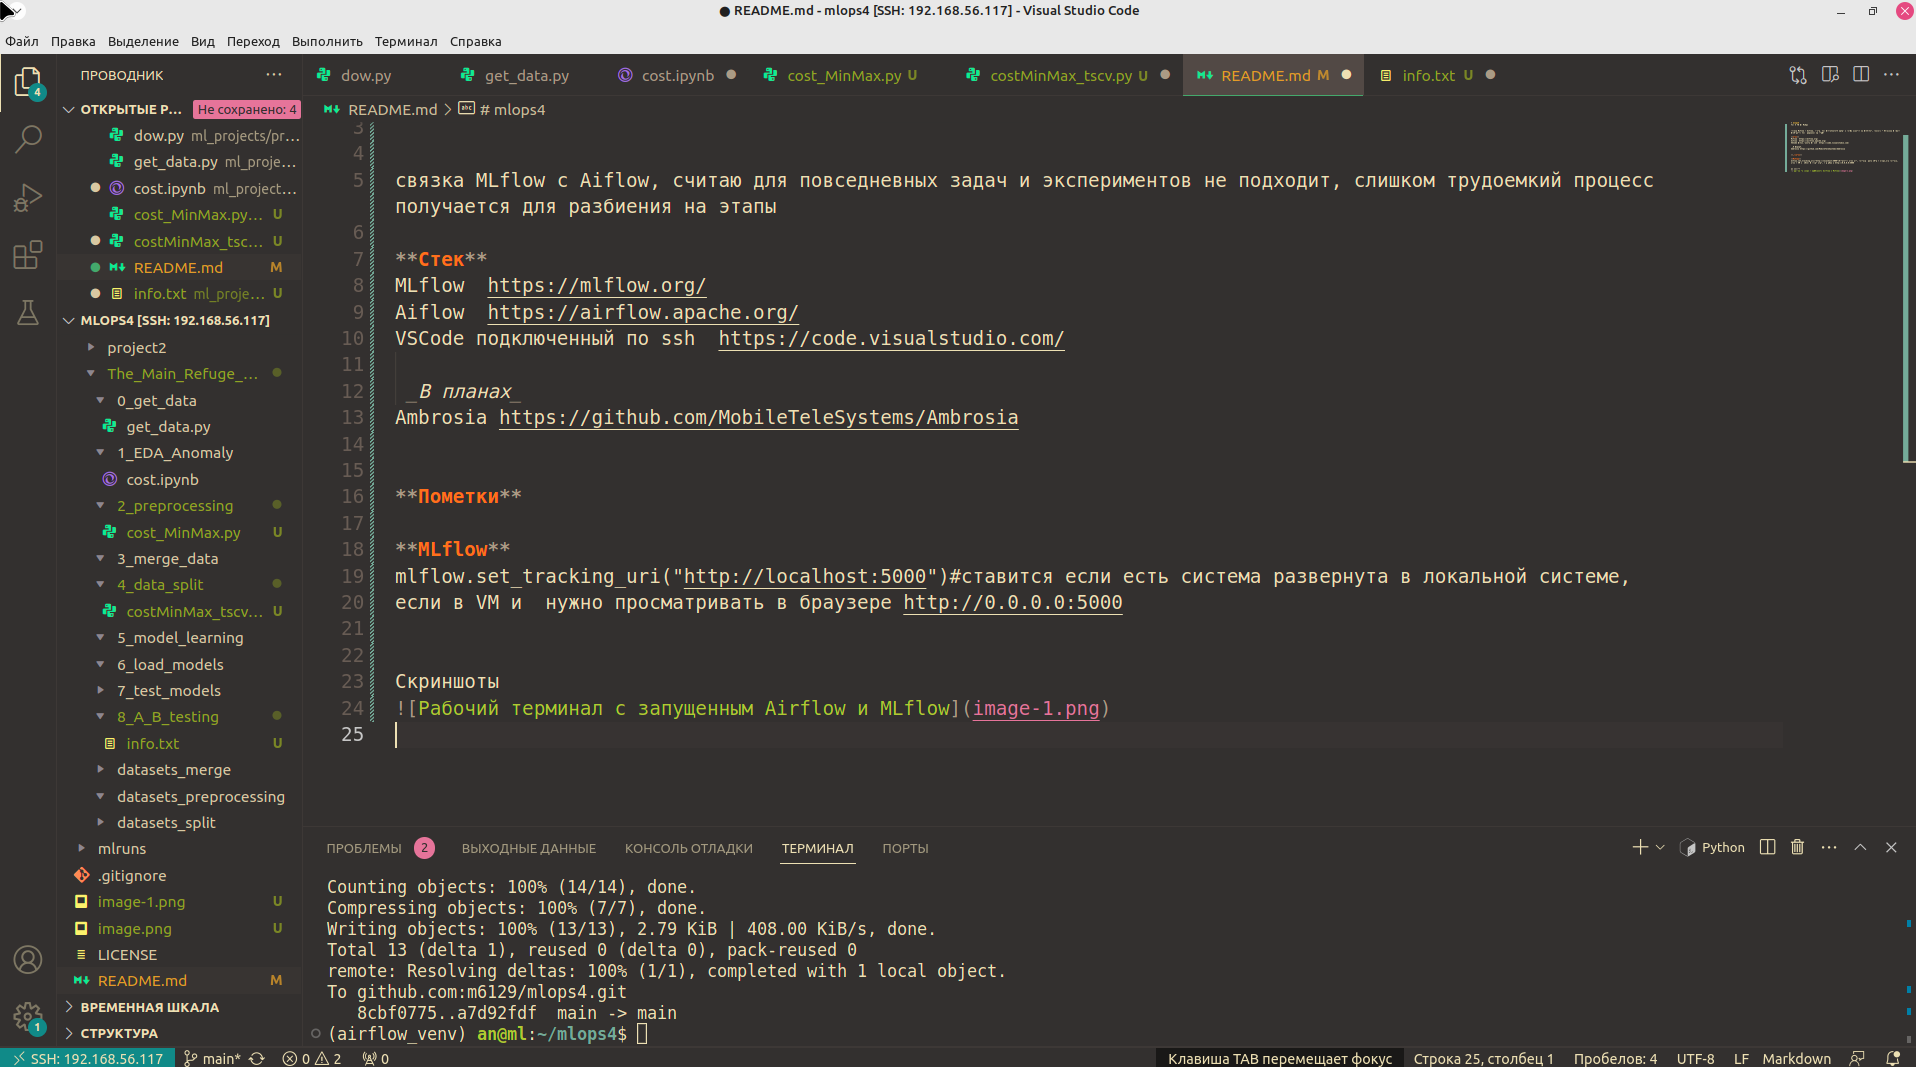 README.md - mlops4 [SSH: 192.168.56.117] - Visual Studio Code
Файл Правка Выделение Вид Переход Выполнить Терминал Справка
ПРОВОДНИК
dow.py get_data.py cost.ipynb cost_MinMax.py U costMinMax_tscv.py U README.md M info.txt U
ОТКРЫТЫЕ Р... Не сохранено: 4
README.md > # mlops4
dow.py ml_projects/pr...
get_data.py ml_proje...
cost.ipynb ml_project...
cost_MinMax.py... U
costMinMax_tsc... U
README.md M
info.txt ml_proje... U
MLOPS4 [SSH: 192.168.56.117]
project2
The_Main_Refuge_...
0_get_data
get_data.py
1_EDA_Anomaly
cost.ipynb
2_preprocessing
cost_MinMax.py U
3_merge_data
4_data_split
costMinMax_tscv... U
5_model_learning
6_load_models
7_test_models
8_A_B_testing
info.txt U
datasets_merge
datasets_preprocessing
datasets_split
mlruns
.gitignore
image-1.png U
image.png U
LICENSE
README.md M
ВРЕМЕННАЯ ШКАЛА
СТРУКТУРА
4
1
3
4
5 связка MLflow с Aiflow, считаю для повседневных задач и экспериментов не подходит, слишком трудоемкий процесс
получается для разбиения на этапы
6
7 **Стек**
8 MLflow https://mlflow.org/
9 Aiflow https://airflow.apache.org/
10 VSCode подключенный по ssh https://code.visualstudio.com/
11
12 _В планах_
13 Ambrosia https://github.com/MobileTeleSystems/Ambrosia
14
15
16 **Пометки**
17
18 **MLflow**
19 mlflow.set_tracking_uri("http://localhost:5000")#ставится если есть система развернута в локальной системе,
20 если в VM и нужно просматривать в браузере http://0.0.0.0:5000
21
22
23 Скриншоты
24 ![Рабочий терминал с запущенным Airflow и MLflow](image-1.png)
25
ПРОБЛЕМЫ 2 ВЫХОДНЫЕ ДАННЫЕ КОНСОЛЬ ОТЛАДКИ ТЕРМИНАЛ ПОРТЫ Python
Counting objects: 100% (14/14), done.
Compressing objects: 100% (7/7), done.
Writing objects: 100% (13/13), 2.79 KiB | 408.00 KiB/s, done.
Total 13 (delta 1), reused 0 (delta 0), pack-reused 0
remote: Resolving deltas: 100% (1/1), completed with 1 local object.
To github.com:m6129/mlops4.git
8cbf0775..a7d92fdf main -> main
(airflow_venv) an@ml:~/mlops4$
SSH: 192.168.56.117 main* 0 2 0 Клавиша TAB перемещает фокус Строка 25, столбец 1 Пробелов: 4 UTF-8 LF Markdown